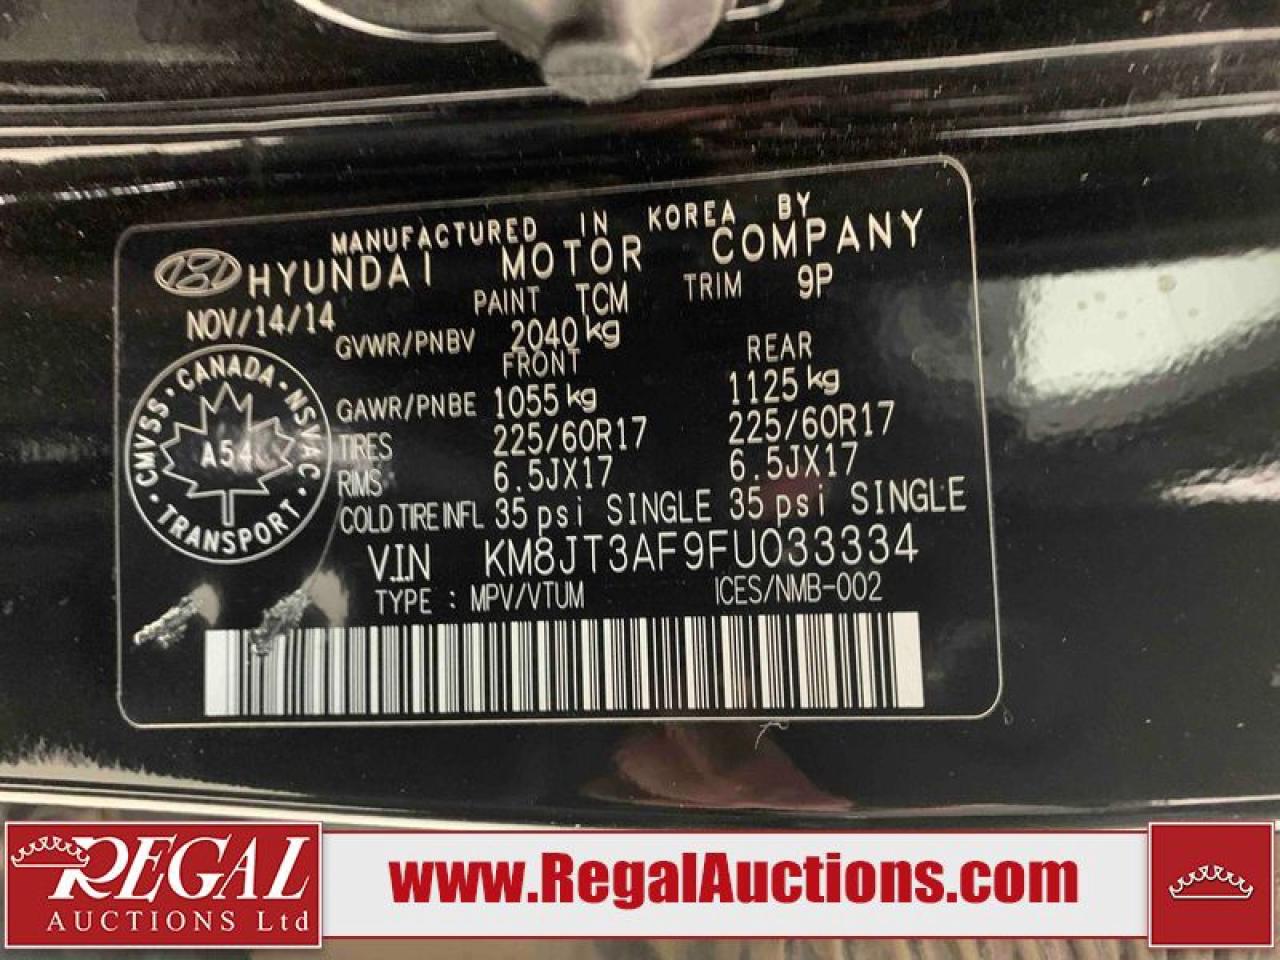 MANUFACTURED IN KOREA BY
HYUNDAI MOTOR COMPANY
NOV/14/14 PAINT TCM TRIM 9P
GVWR/PNBV 2040 kg
FRONT REAR
GAWR/PNBE 1055 kg 1125 kg
TIRES 225/60R17 225/60R17
RIMS 6.5JX17 6.5JX17
COLD TIRE INFL 35 psi SINGLE 35 psi SINGLE
V.I.N KM8JT3AF9FU033334
TYPE : MPV/VTUM ICES/NMB-002
CMVSS · CANADA · NSVAC · TRANSPORT ·
A54
REGAL
AUCTIONS Ltd
www.RegalAuctions.com